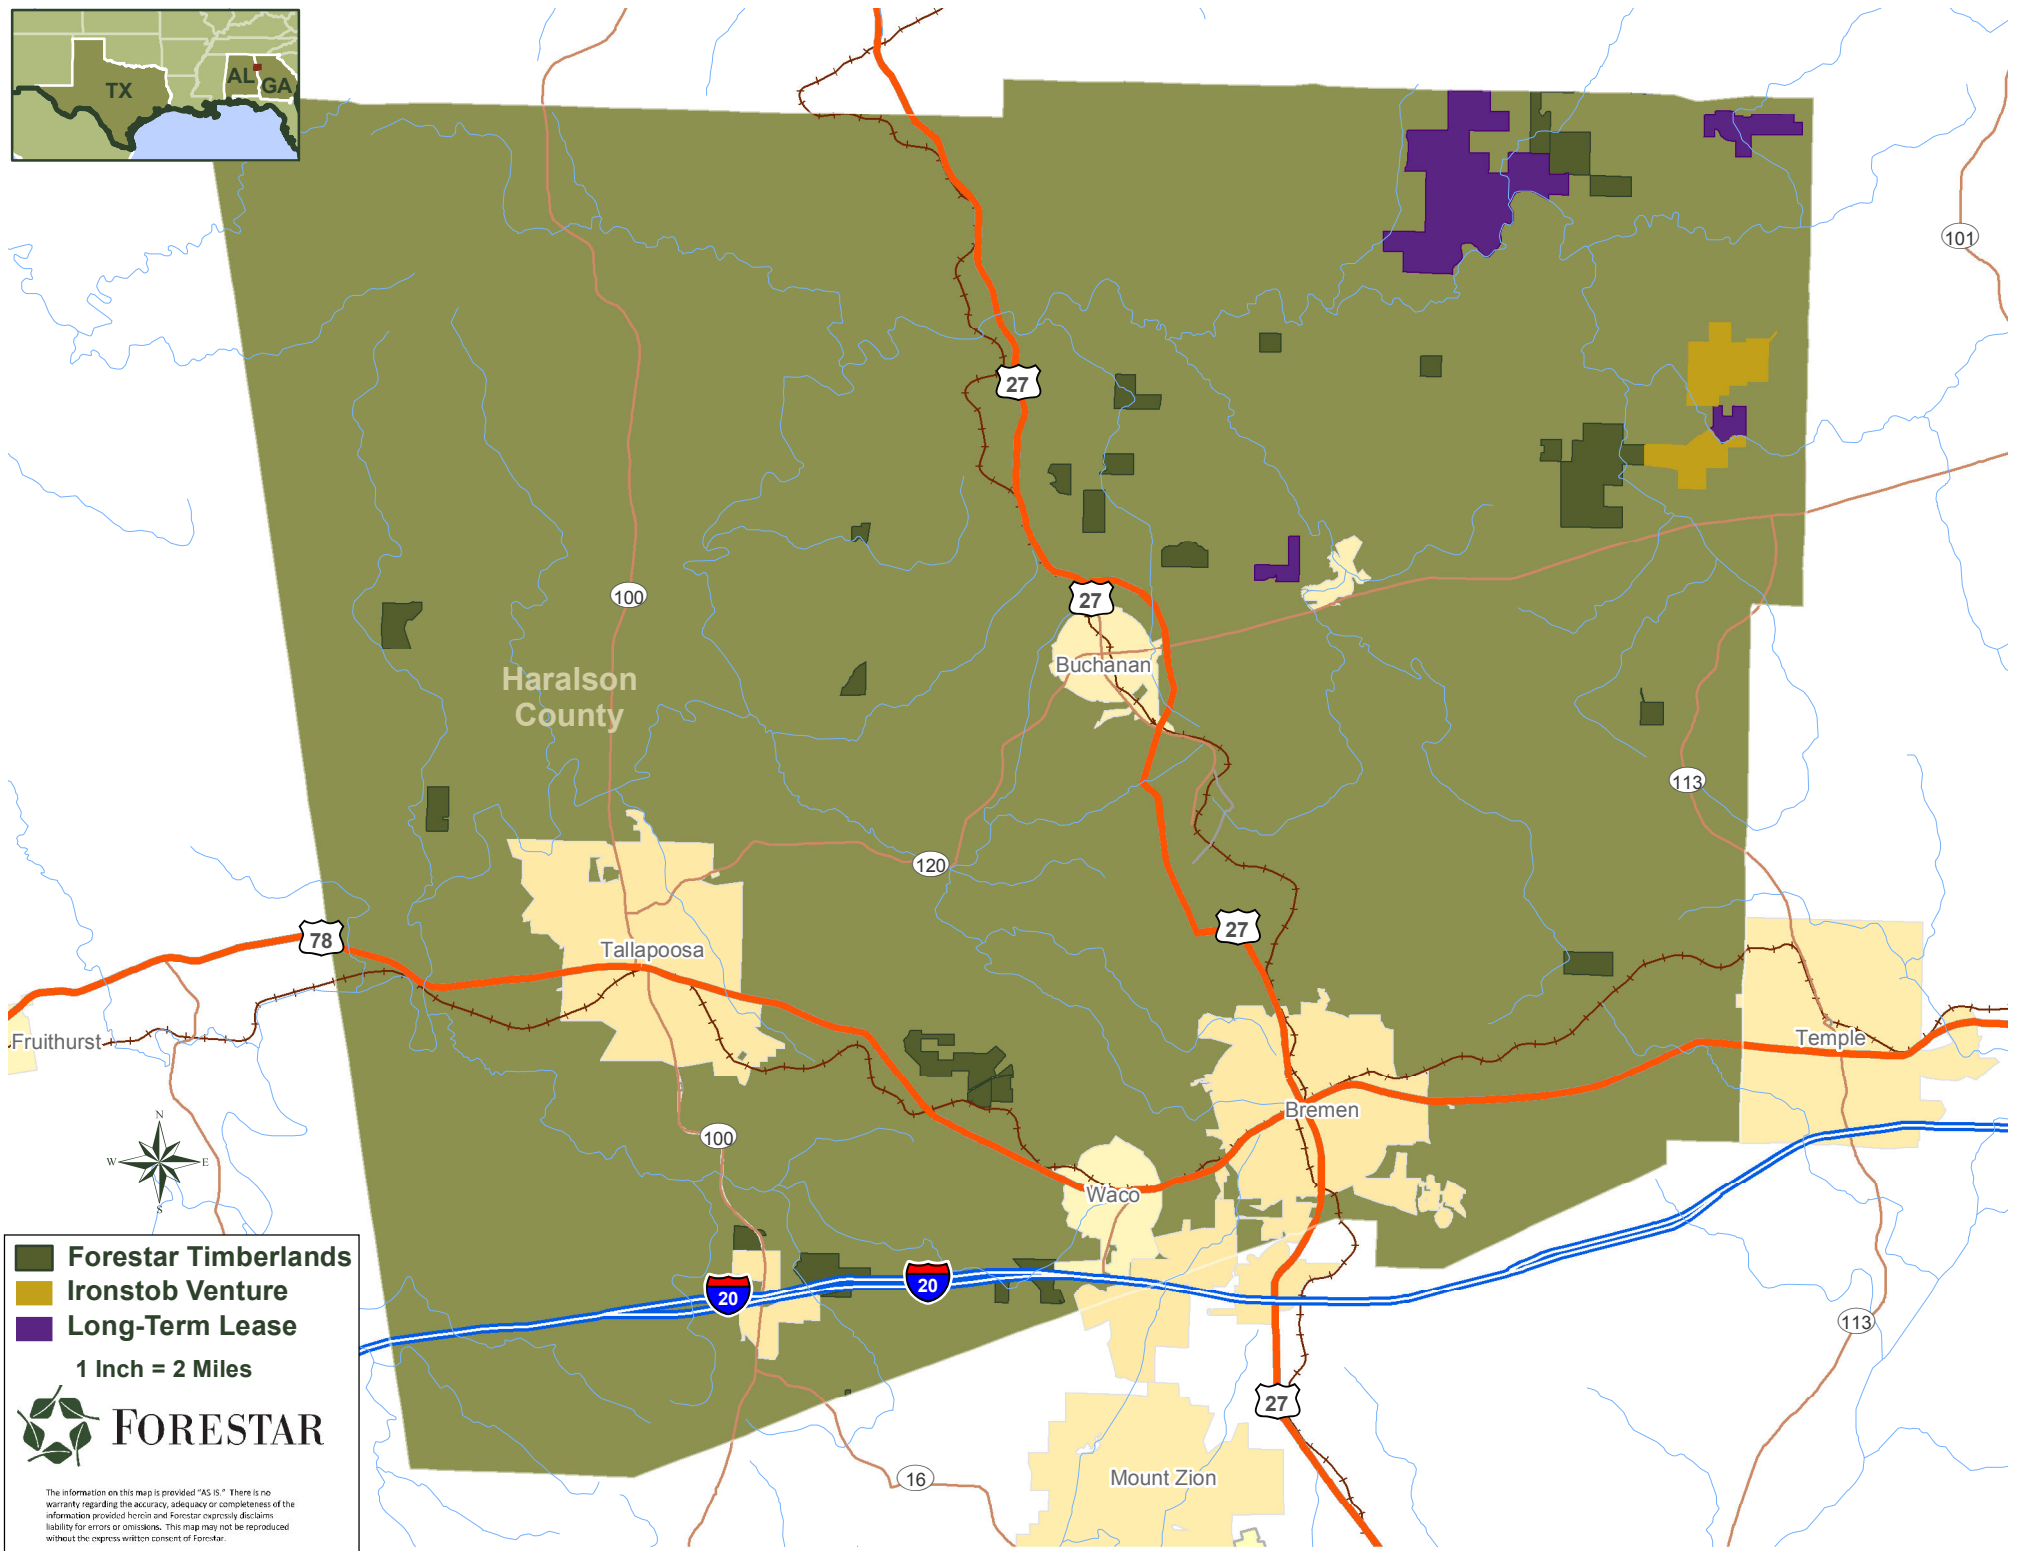 TX
AL
GA
101
27
100
27
Buchanan
Haralson
County
113
120
27
78
Tallapoosa
Fruithurst
Temple
Bremen
N
W E
S
100
Waco
20
20
113
27
16
Mount Zion
Forestar Timberlands
Ironstob Venture
Long-Term Lease
1 Inch = 2 Miles
FORESTAR
The information on this map is provided "AS IS." There is no
warranty regarding the accuracy, adequacy or completeness of the
information provided herein and Forestar expressly disclaims
liability for errors or omissions. This map may not be reproduced
without the express written consent of Forestar.